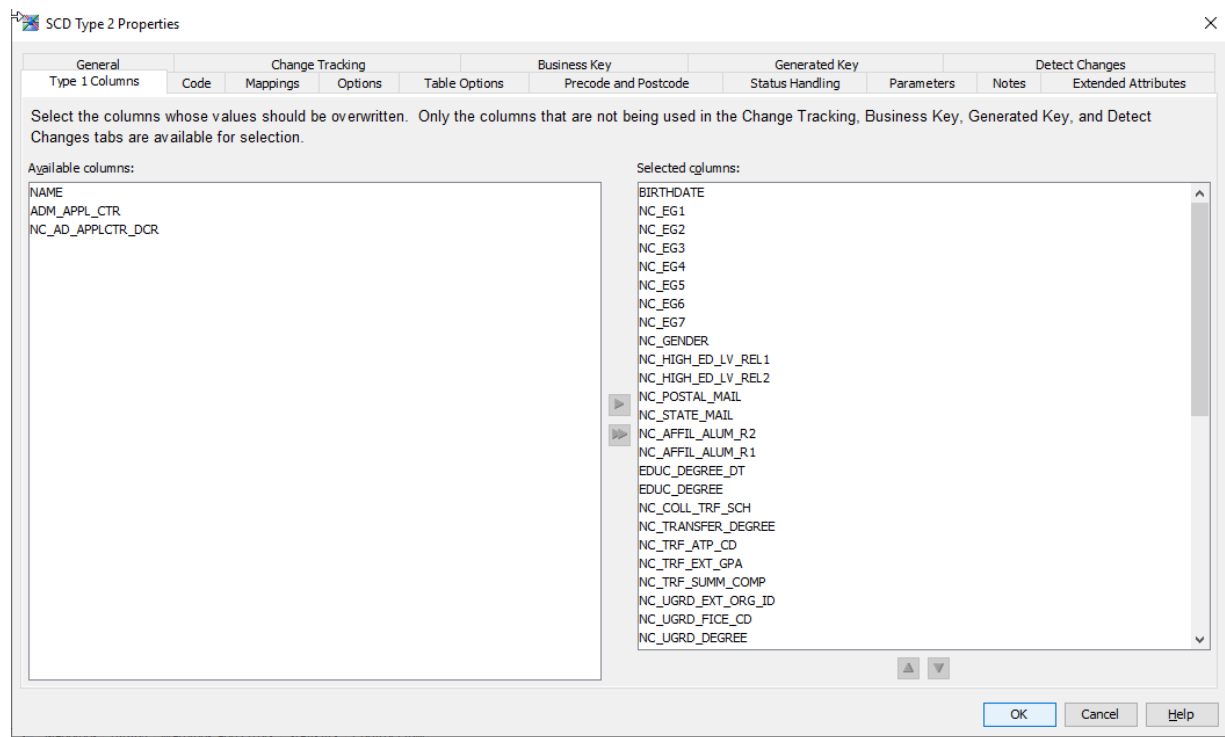 SCD Type 2 Properties
General Change Tracking Business Key Generated Key Detect Changes
Type 1 Columns Code Mappings Options Table Options Precode and Postcode Status Handling Parameters Notes Extended Attributes
Select the columns whose values should be overwritten. Only the columns that are not being used in the Change Tracking, Business Key, Generated Key, and Detect
Changes tabs are available for selection.
Available columns:
NAME
ADM_APPL_CTR
NC_AD_APPLCTR_DCR
Selected columns:
BIRTHDATE
NC_EG1
NC_EG2
NC_EG3
NC_EG4
NC_EG5
NC_EG6
NC_EG7
NC_GENDER
NC_HIGH_ED_LV_REL1
NC_HIGH_ED_LV_REL2
NC_POSTAL_MAIL
NC_STATE_MAIL
NC_AFFIL_ALUM_R2
NC_AFFIL_ALUM_R1
EDUC_DEGREE_DT
EDUC_DEGREE
NC_COLL_TRF_SCH
NC_TRANSFER_DEGREE
NC_TRF_ATP_CD
NC_TRF_EXT_GPA
NC_TRF_SUMM_COMP
NC_UGRD_EXT_ORG_ID
NC_UGRD_FICE_CD
NC_UGRD_DEGREE
OK Cancel Help